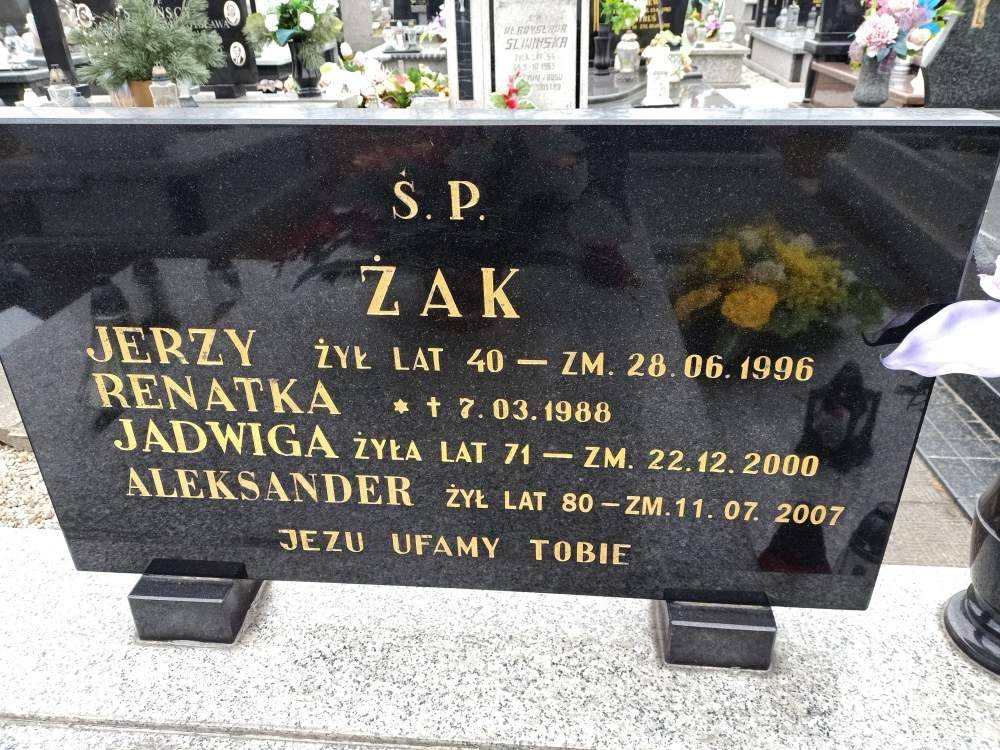 Ś. P.
ŻAK
JERZY ŻYŁ LAT 40 — ZM. 28.06.1996
RENATKA * † 7.03.1988
JADWIGA ŻYŁA LAT 71 — ZM. 22.12.2000
ALEKSANDER ŻYŁ LAT 80 — ZM. 11.07.2007
JEZU UFAMY TOBIE
ŚLIWIŃSKA